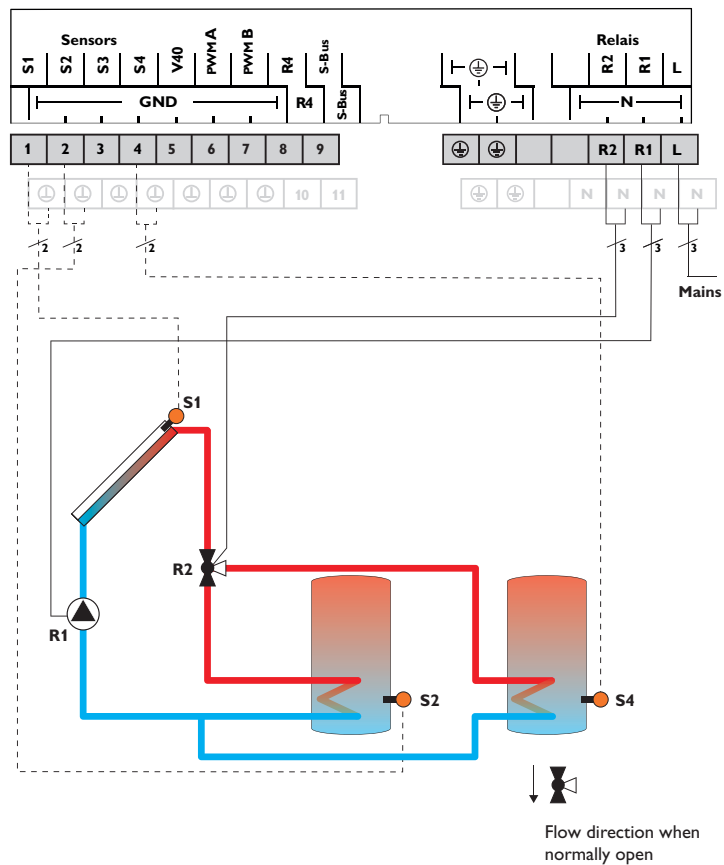 Sensors
Relais
S1 S2 S3 S4 V40 PWM A PWM B R4 S-Bus
R2 R1 L
GND
R4
S-Bus
N
1 2 3 4 5 6 7 8 9
R2 R1 L
10 11
N N N N
2 2 2
3 3 3
Mains
S1
R2
R1
S2
S4
Flow direction when
normally open